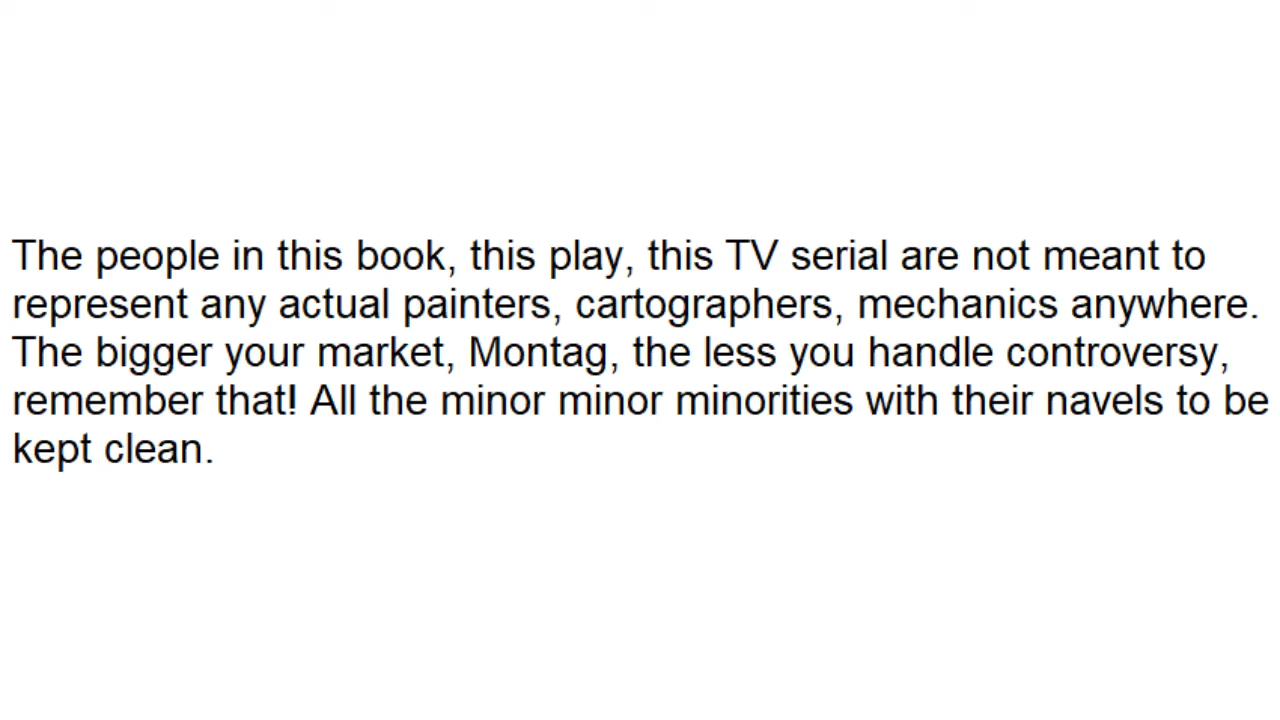 The people in this book, this play, this TV serial are not meant to
represent any actual painters, cartographers, mechanics anywhere.
The bigger your market, Montag, the less you handle controversy,
remember that! All the minor minor minorities with their navels to be
kept clean.